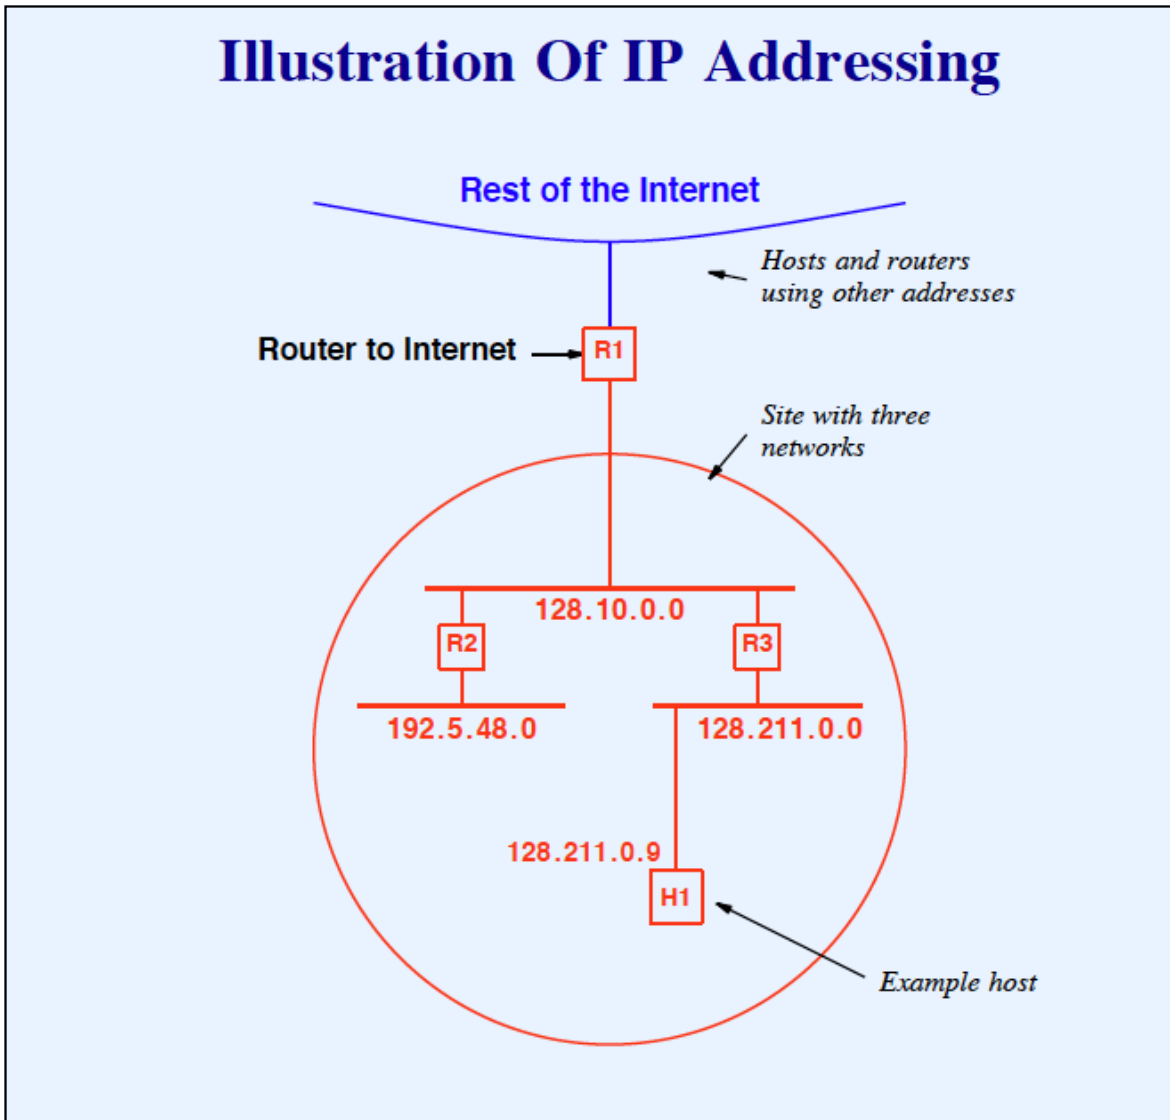 Illustration Of IP Addressing
Rest of the Internet
Hosts and routers
using other addresses
Router to Internet
R1
Site with three
networks
128.10.0.0
R2
R3
192.5.48.0
128.211.0.0
128.211.0.9
H1
Example host